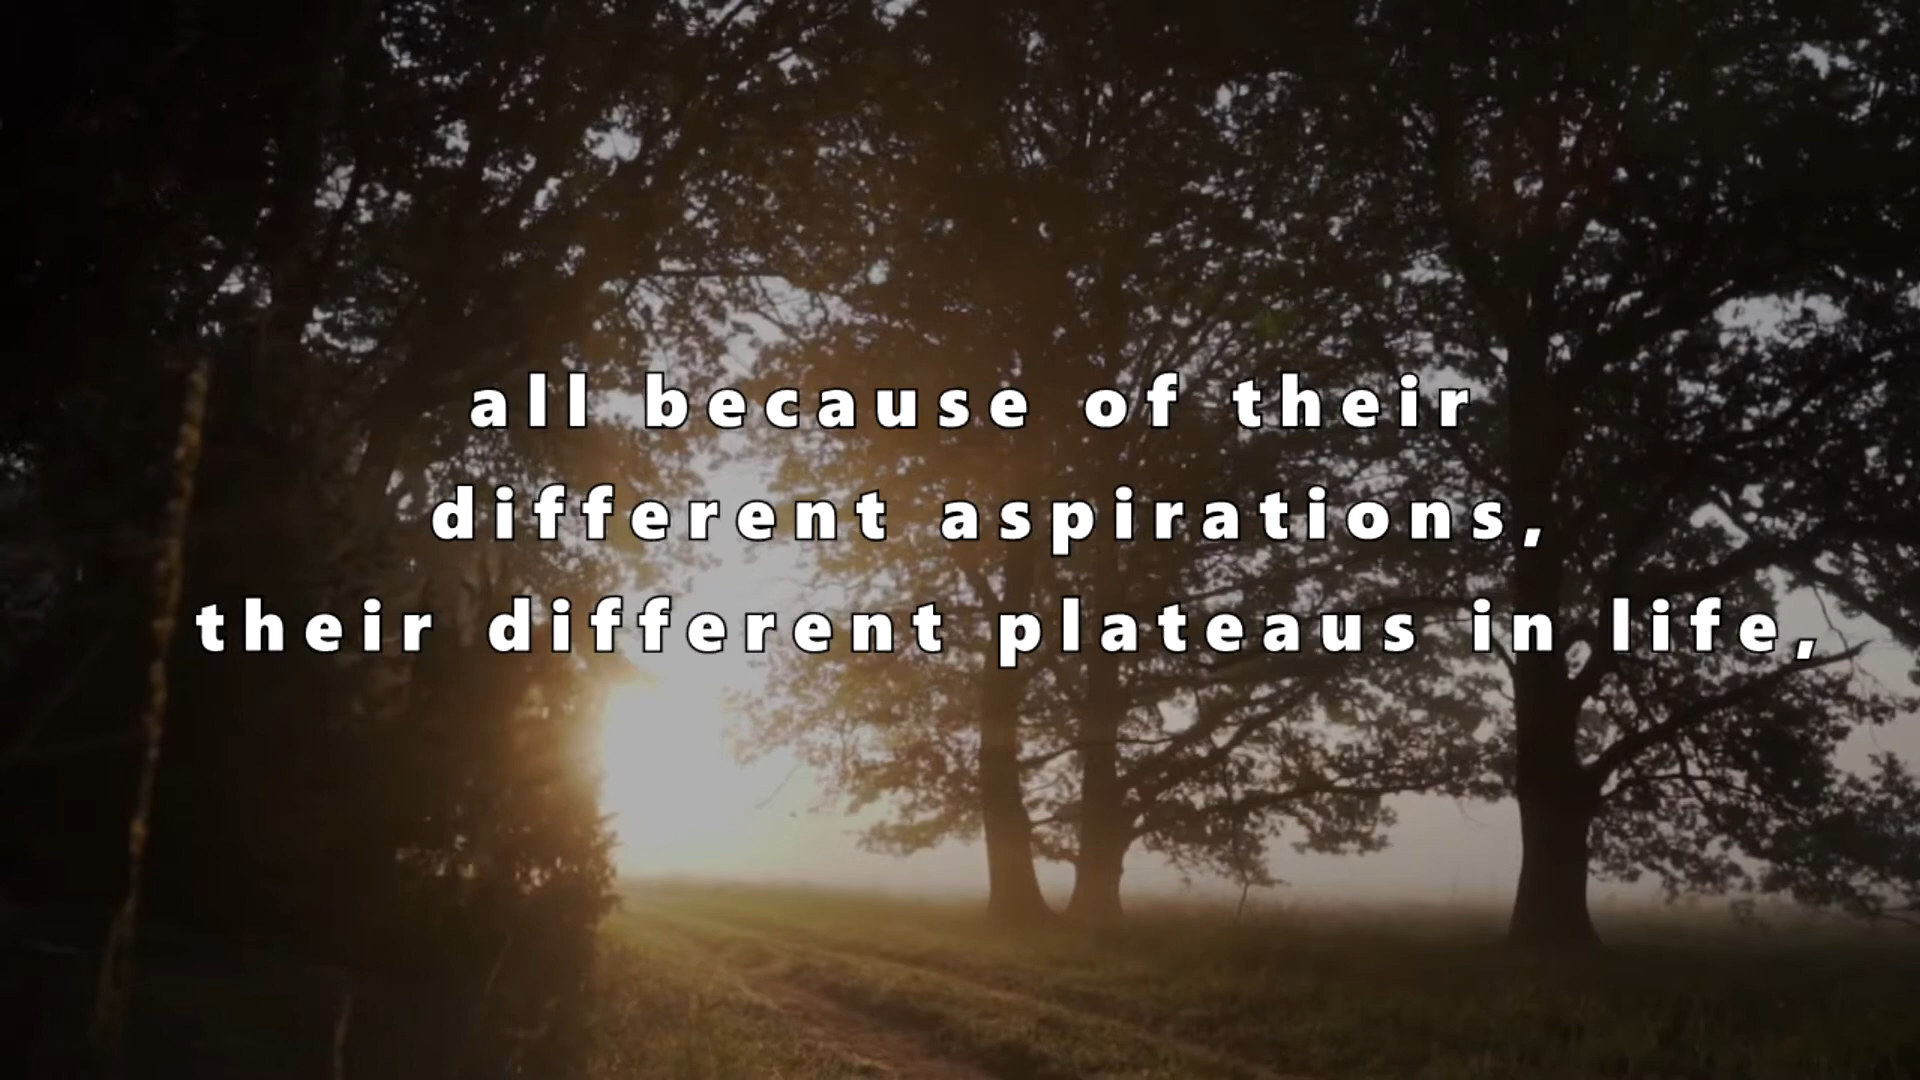 all because of their
different aspirations,
their different plateaus in life,